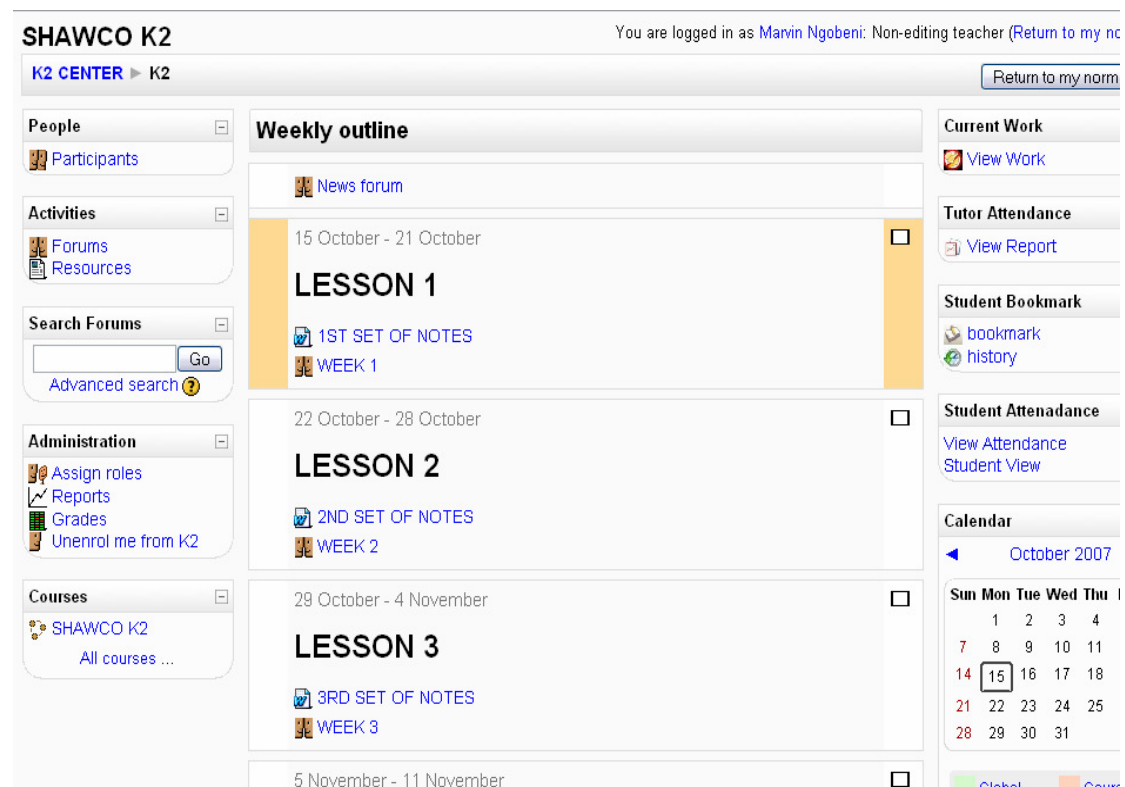 SHAWCO K2
You are logged in as Marvin Ngobeni: Non-editing teacher (Return to my
K2 CENTER ► K2
Return to my
People
Participants
Activities
Forums
Resources
Search Forums
Go
Advanced search ?
Administration
Assign roles
Reports
Grades
Unenrol me from K2
Courses
SHAWCO K2
All courses ...
Weekly outline
News forum
15 October - 21 October
LESSON 1
1ST SET OF NOTES
WEEK 1
22 October - 28 October
LESSON 2
2ND SET OF NOTES
WEEK 2
29 October - 4 November
LESSON 3
3RD SET OF NOTES
WEEK 3
5 November - 11 November
Current Work
View Work
Tutor Attendance
View Report
Student Bookmark
bookmark
history
Student Attenadance
View Attendance
Student View
Calendar
◄ October 2007
Sun Mon Tue Wed Thu
1 2 3 4
7 8 9 10 11
14 15 16 17 18
21 22 23 24 25
28 29 30 31